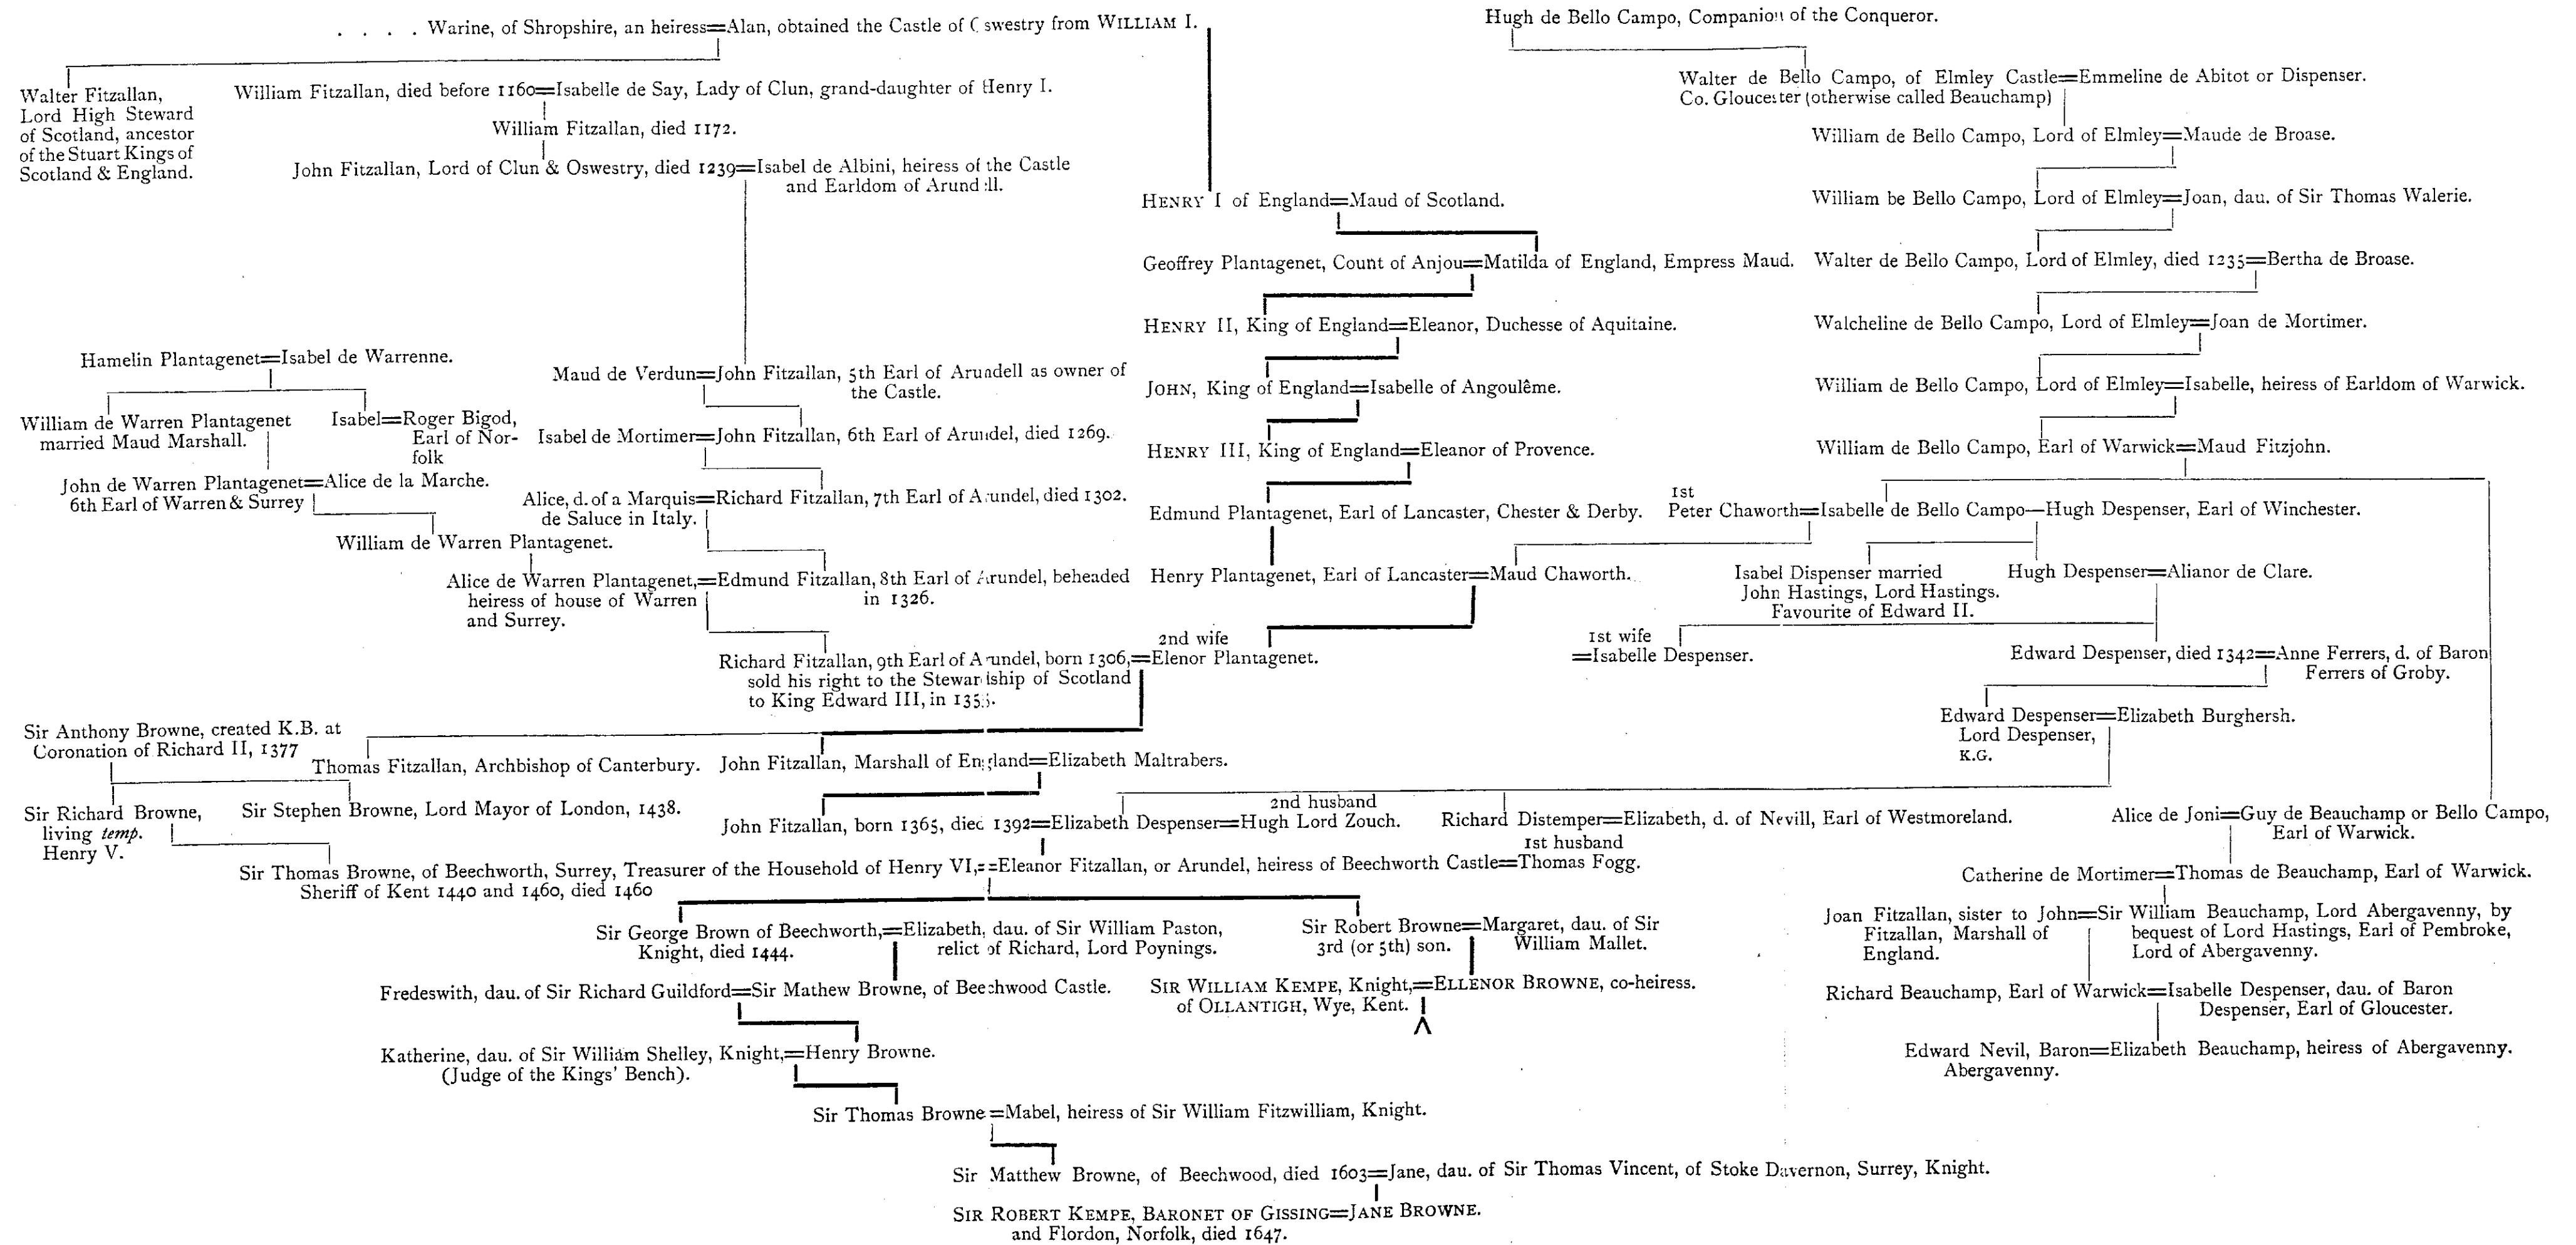 . . . . Warine, of Shropshire, an heiress=Alan, obtained the Castle of Oswestry from WILLIAM I.
Hugh de Bello Campo, Companion of the Conqueror.
Walter Fitzallan,
Lord High Steward
of Scotland, ancestor
of the Stuart Kings of
Scotland & England.
William Fitzallan, died before 1160=Isabelle de Say, Lady of Clun, grand-daughter of Henry I.
William Fitzallan, died 1172.
John Fitzallan, Lord of Clun & Oswestry, died 1239=Isabel de Albini, heiress of the Castle
and Earldom of Arundell.
Walter de Bello Campo, of Elmley Castle=Emmeline de Abitot or Dispenser.
Co. Gloucester (otherwise called Beauchamp)
William de Bello Campo, Lord of Elmley=Maude de Broase.
HENRY I of England=Maud of Scotland.
William be Bello Campo, Lord of Elmley=Joan, dau. of Sir Thomas Walerie.
Geoffrey Plantagenet, Count of Anjou=Matilda of England, Empress Maud.
Walter de Bello Campo, Lord of Elmley, died 1235=Bertha de Broase.
HENRY II, King of England=Eleanor, Duchesse of Aquitaine.
Walcheline de Bello Campo, Lord of Elmley=Joan de Mortimer.
Hamelin Plantagenet=Isabel de Warrenne.
Maud de Verdun=John Fitzallan, 5th Earl of Arundell as owner of
the Castle.
JOHN, King of England=Isabelle of Angoulême.
William de Bello Campo, Lord of Elmley=Isabelle, heiress of Earldom of Warwick.
William de Warren Plantagenet
married Maud Marshall.
Isabel=Roger Bigod,
Earl of Nor-
folk
Isabel de Mortimer=John Fitzallan, 6th Earl of Arundel, died 1269.
HENRY III, King of England=Eleanor of Provence.
William de Bello Campo, Earl of Warwick=Maud Fitzjohn.
John de Warren Plantagenet=Alice de la Marche.
6th Earl of Warren & Surrey
Alice, d. of a Marquis=Richard Fitzallan, 7th Earl of Arundel, died 1302.
de Saluce in Italy.
Edmund Plantagenet, Earl of Lancaster, Chester & Derby.
1st
Peter Chaworth=Isabelle de Bello Campo—Hugh Despenser, Earl of Winchester.
William de Warren Plantagenet.
Alice de Warren Plantagenet,=Edmund Fitzallan, 8th Earl of Arundel, beheaded
heiress of house of Warren
and Surrey.
in 1326.
Henry Plantagenet, Earl of Lancaster=Maud Chaworth.
Isabel Dispenser married
John Hastings, Lord Hastings.
Favourite of Edward II.
Hugh Despenser=Alianor de Clare.
Richard Fitzallan, 9th Earl of Arundel, born 1306,=
sold his right to the Stewardship of Scotland
to King Edward III, in
2nd wife
Elenor Plantagenet.
1st wife
=Isabelle Despenser.
Edward Despenser, died 1342=Anne Ferrers, d. of Baron
Ferrers of Groby.
Sir Anthony Browne, created K.B. at
Coronation of Richard II, 1377
Thomas Fitzallan, Archbishop of Canterbury.
John Fitzallan, Marshall of England=Elizabeth Maltrabers.
Edward Despenser=Elizabeth Burghersh.
Lord Despenser,
K.G.
Sir Richard Browne,
living temp.
Henry V.
Sir Stephen Browne, Lord Mayor of London, 1438.
2nd husband
John Fitzallan, born 1365, died 1392=Elizabeth Despenser=Hugh Lord Zouch.
Richard Distemper=Elizabeth, d. of Nevill, Earl of Westmoreland.
Alice de Joni=Guy de Beauchamp or Bello Campo,
Earl of Warwick.
1st husband
Sir Thomas Browne, of Beechworth, Surrey, Treasurer of the Household of Henry VI,==Eleanor Fitzallan, or Arundel, heiress of Beechworth Castle=Thomas Fogg.
Sheriff of Kent 1440 and 1460, died 1460
Catherine de Mortimer=Thomas de Beauchamp, Earl of Warwick.
Sir George Brown of Beechworth,=Elizabeth, dau. of Sir William Paston,
Knight, died 1444.
relict of Richard, Lord Poynings.
Sir Robert Browne=Margaret, dau. of Sir
3rd (or 5th) son.
William Mallet.
Joan Fitzallan, sister to John=Sir William Beauchamp, Lord Abergavenny, by
Fitzallan, Marshall of
England.
bequest of Lord Hastings, Earl of Pembroke,
Lord of Abergavenny.
Fredeswith, dau. of Sir Richard Guildford=Sir Mathew Browne, of Beechwood Castle.
SIR WILLIAM KEMPE, Knight,=ELLENOR BROWNE, co-heiress.
of OLLANTIGH, Wye, Kent.
Richard Beauchamp, Earl of Warwick=Isabelle Despenser, dau. of Baron
Despenser, Earl of Gloucester.
Katherine, dau. of Sir William Shelley, Knight,=Henry Browne.
(Judge of the Kings' Bench).
Edward Nevil, Baron=Elizabeth Beauchamp, heiress of Abergavenny.
Abergavenny.
Sir Thomas Browne=Mabel, heiress of Sir William Fitzwilliam, Knight.
Sir Matthew Browne, of Beechwood, died 1603=Jane, dau. of Sir Thomas Vincent, of Stoke Davernon, Surrey, Knight.
SIR ROBERT KEMPE, BARONET OF GISSING=JANE BROWNE.
and Flordon, Norfolk, died 1647.